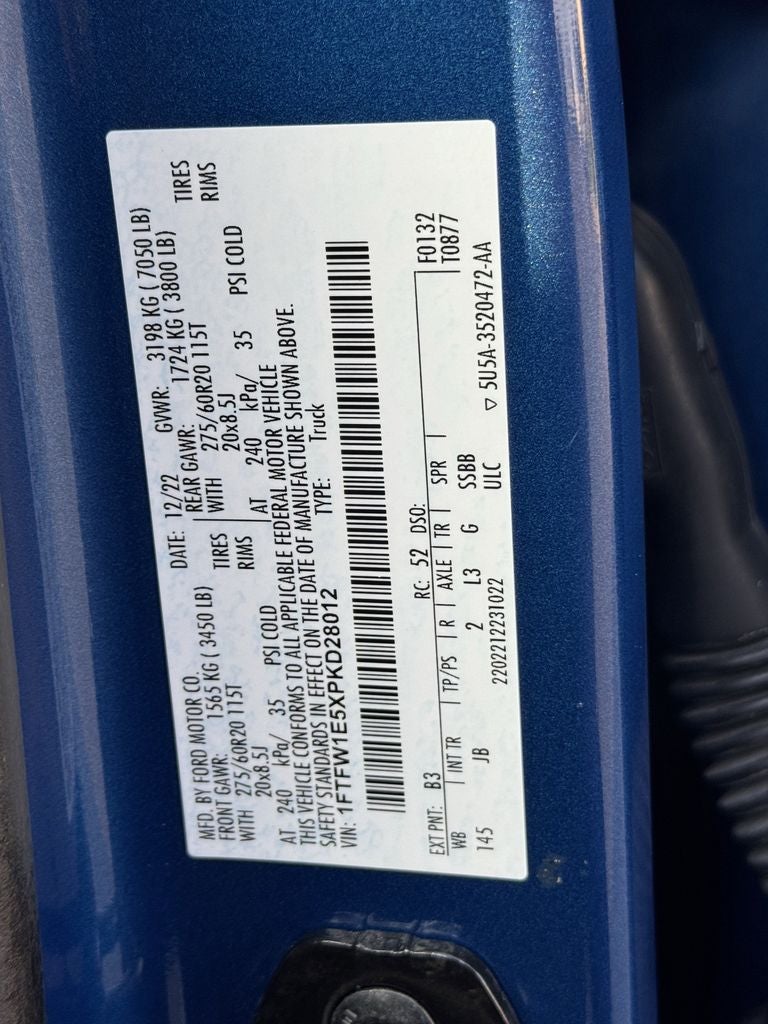 MFD. BY FORD MOTOR CO.
DATE: 12/22 GVWR: 3198 KG ( 7050 LB)
FRONT GAWR: 1565 KG ( 3450 LB) REAR GAWR: 1724 KG ( 3800 LB)
WITH 275/60R20 115T TIRES WITH 275/60R20 115T TIRES
20x8.5J RIMS 20x8.5J RIMS
AT 240 kPa/ 35 PSI COLD AT 240 kPa/ 35 PSI COLD
THIS VEHICLE CONFORMS TO ALL APPLICABLE FEDERAL MOTOR VEHICLE
SAFETY STANDARDS IN EFFECT ON THE DATE OF MANUFACTURE SHOWN ABOVE.
VIN: 1FTFW1E5XPKD28012 TYPE: Truck
EXT PNT: B3 RC: 52 DSO: F0132
WB INT TR TP/PS R AXLE TR SPR T0877
145 JB 2 L3 G SSBB
2202212231022 ULC ▽ 5U5A-3520472-AA